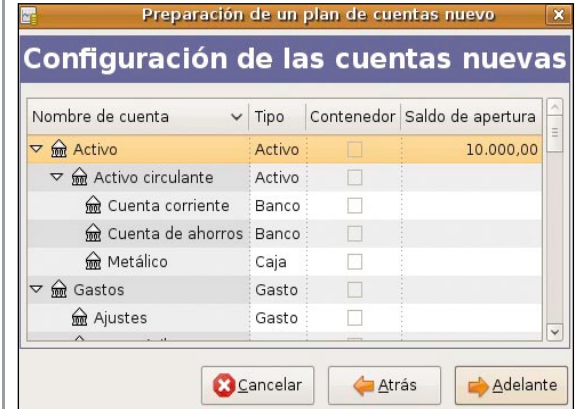 Preparación de un plan de cuentas nuevo
Configuración de las cuentas nuevas
Nombre de cuenta Tipo Contenedor Saldo de apertura
Activo Activo 10.000,00
Activo circulante Activo
Cuenta corriente Banco
Cuenta de ahorros Banco
Metálico Caja
Gastos Gasto
Ajustes Gasto
Cancelar Atrás Adelante